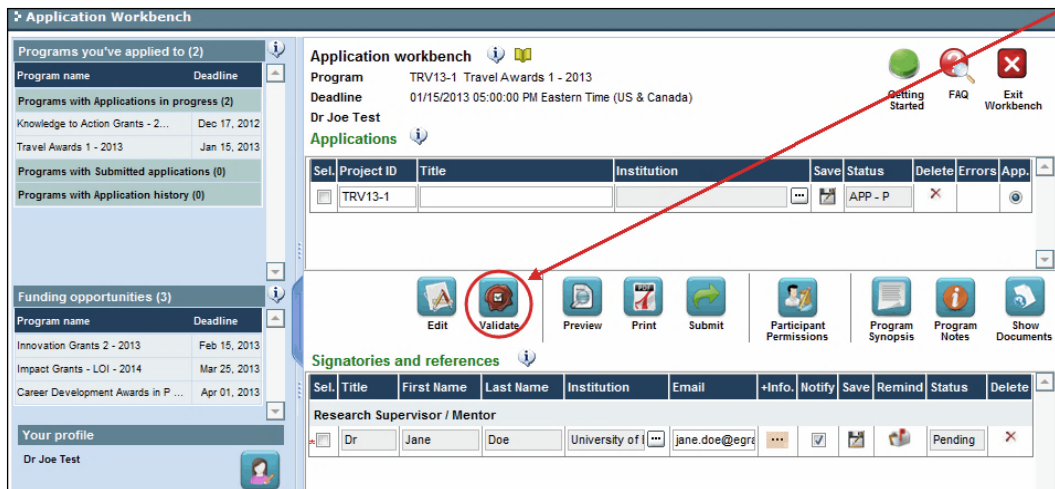 Application Workbench
Programs you've applied to (2)
Program name Deadline
Programs with Applications in progress (2)
Knowledge to Action Grants - 2... Dec 17, 2012
Travel Awards 1 - 2013 Jan 15, 2013
Programs with Submitted applications (0)
Programs with Application history (0)
Funding opportunities (3)
Program name Deadline
Innovation Grants 2 - 2013 Feb 15, 2013
Impact Grants - LOI - 2014 Mar 25, 2013
Career Development Awards in P ... Apr 01, 2013
Your profile
Dr Joe Test
Application workbench
Program TRV13-1 Travel Awards 1 - 2013
Deadline 01/15/2013 05:00:00 PM Eastern Time (US & Canada)
Dr Joe Test
Getting Started
FAQ
Exit Workbench
Applications
Sel. Project ID Title Institution Save Status Delete Errors App.
TRV13-1 ... APP - P
Edit Validate Preview Print Submit Participant Permissions Program Synopsis Program Notes Show Documents
PDF
Signatories and references
Sel. Title First Name Last Name Institution Email +Info. Notify Save Remind Status Delete
Research Supervisor / Mentor
Dr Jane Doe University of ... jane.doe@egra ... Pending